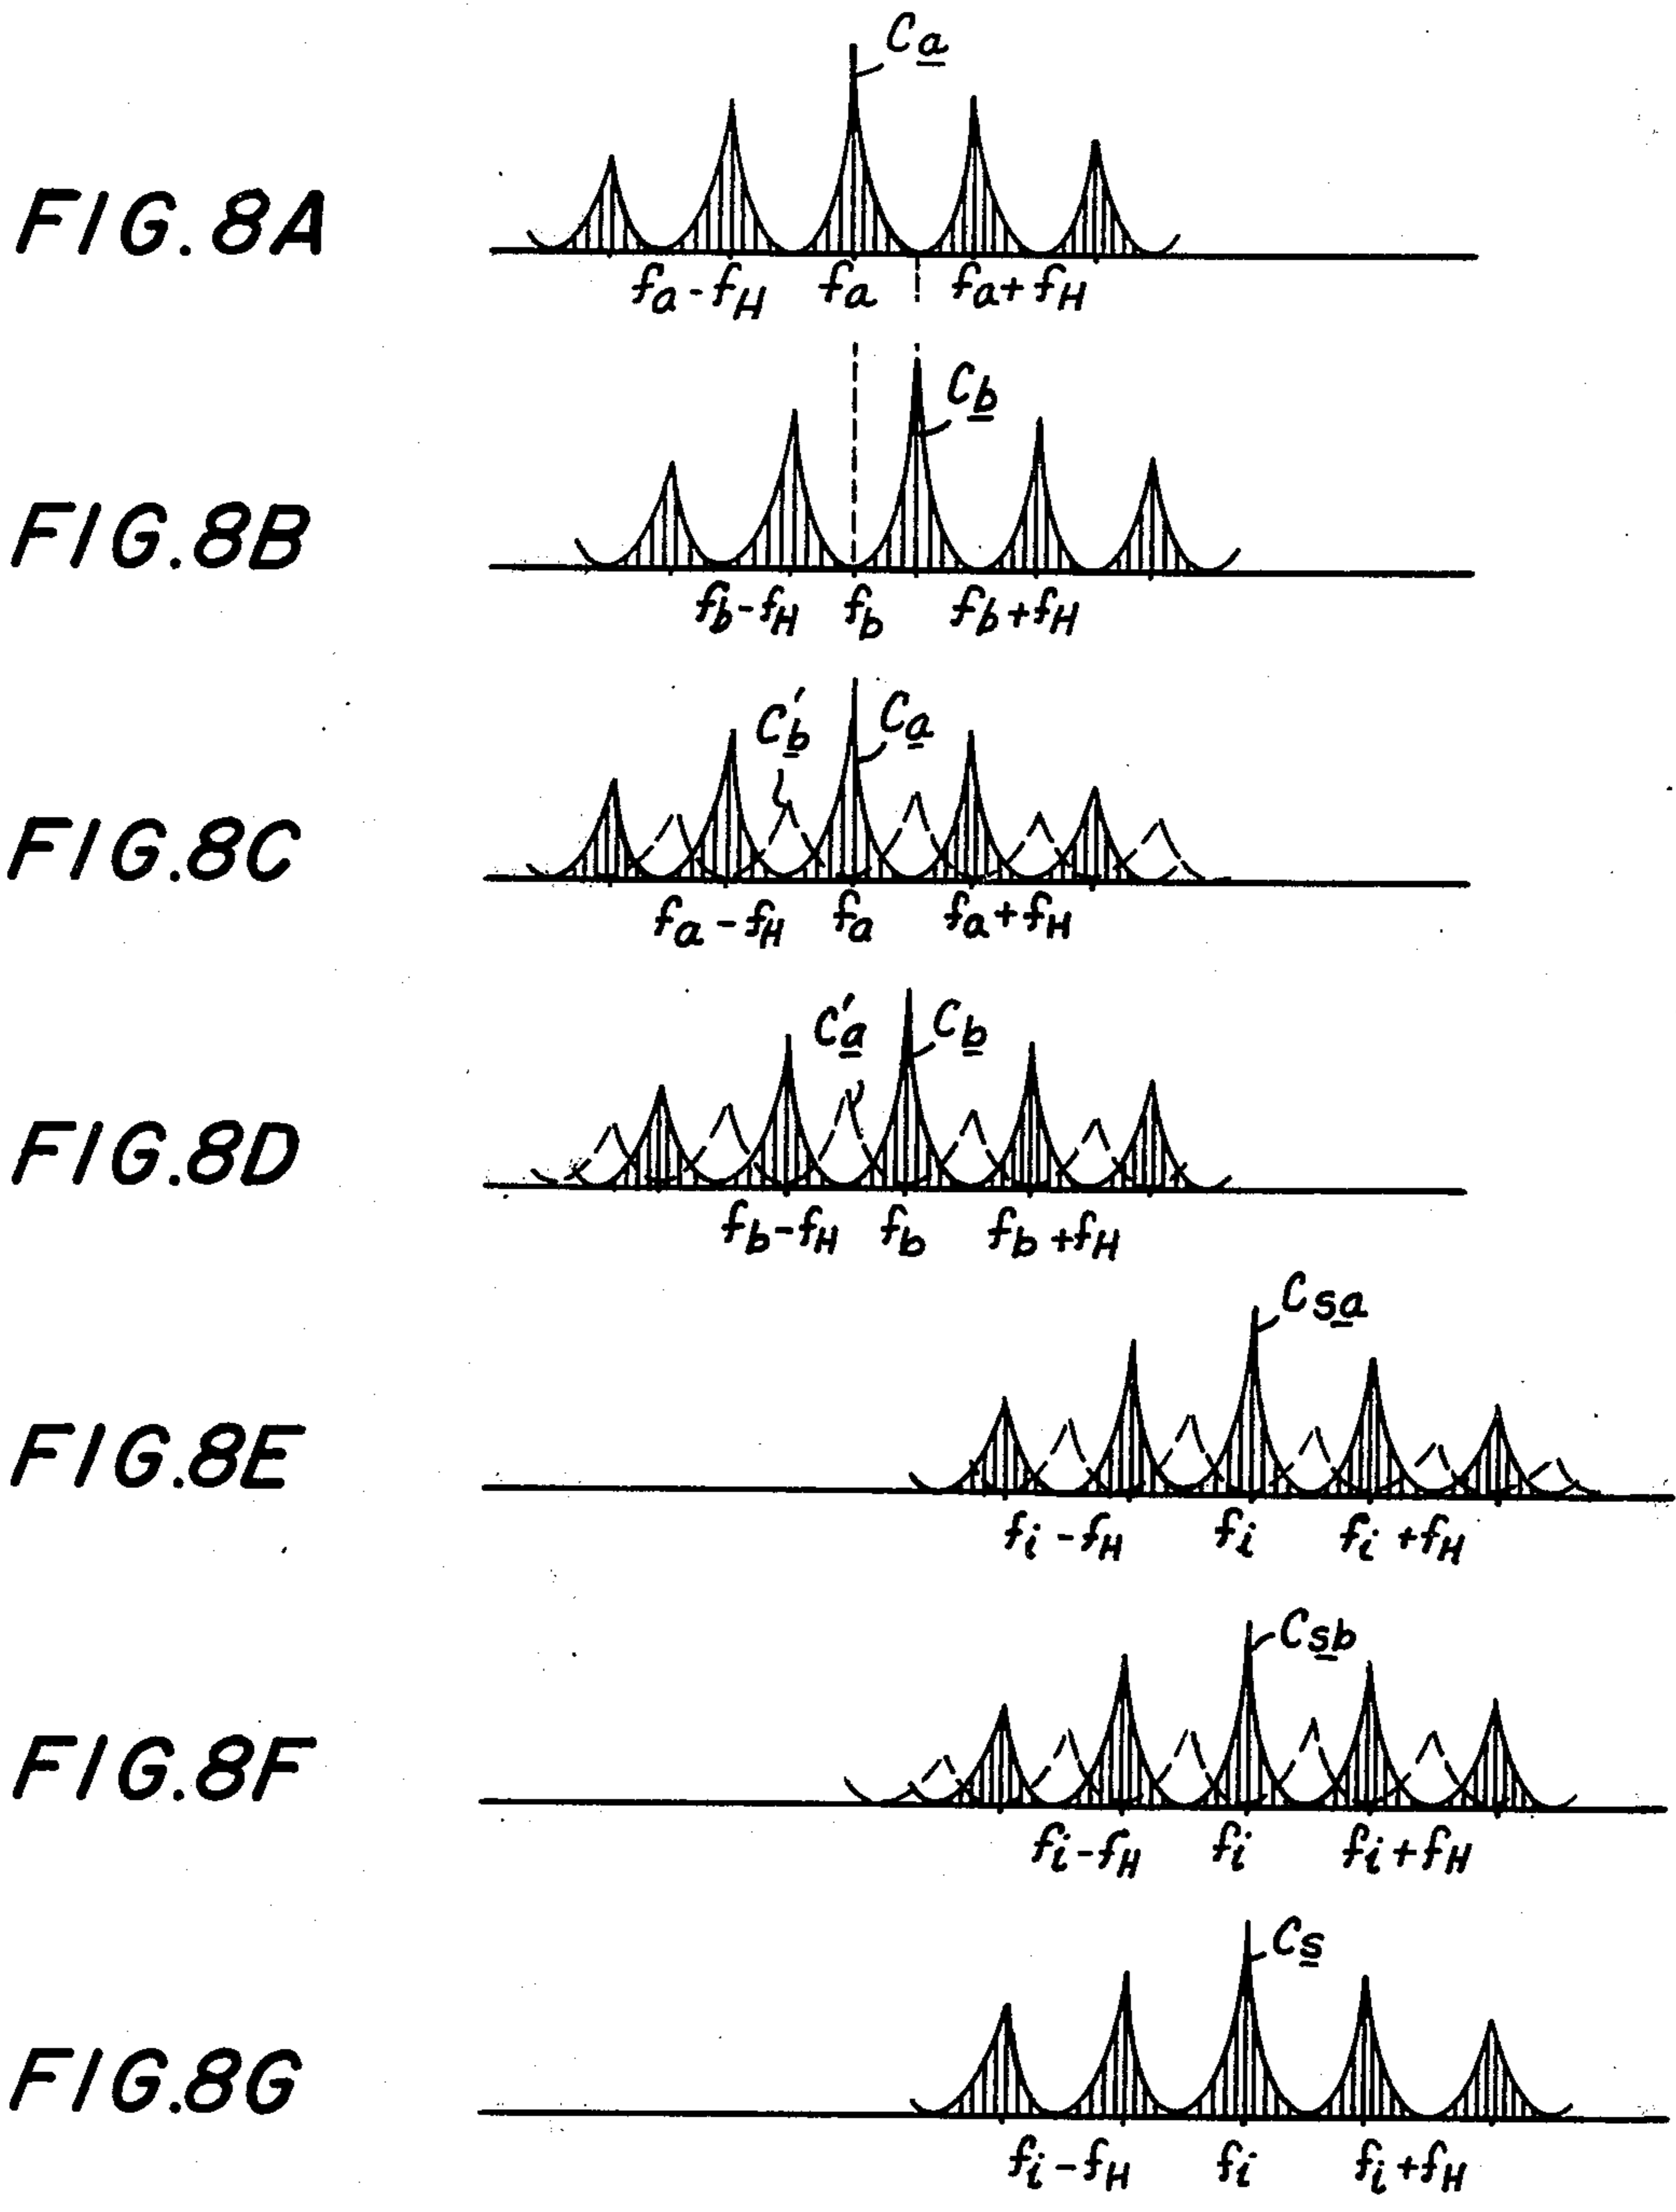 Ca
FIG.8A
fa-fH fa fa+fH
Cb
FIG.8B
fb-fH fb fb+fH
C'b Ca
FIG.8C
fa-fH fa fa+fH
C'a Cb
FIG.8D
fb-fH fb fb+fH
Csa
FIG.8E
fi-fH fi fi+fH
Csb
FIG.8F
fi-fH fi fi+fH
Cs
FIG.8G
fi-fH fi fi+fH